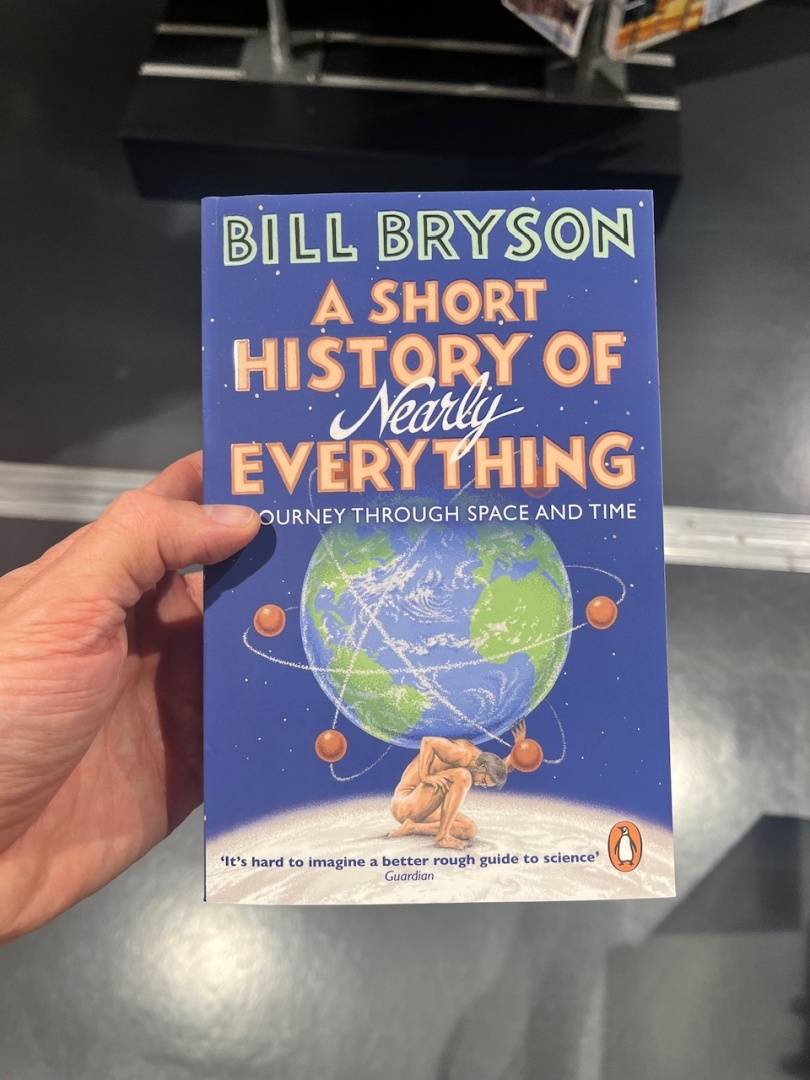 BILL BRYSON
A SHORT
HISTORY OF
Nearly
EVERYTHING
OURNEY THROUGH SPACE AND TIME
'It's hard to imagine a better rough guide to science'
Guardian